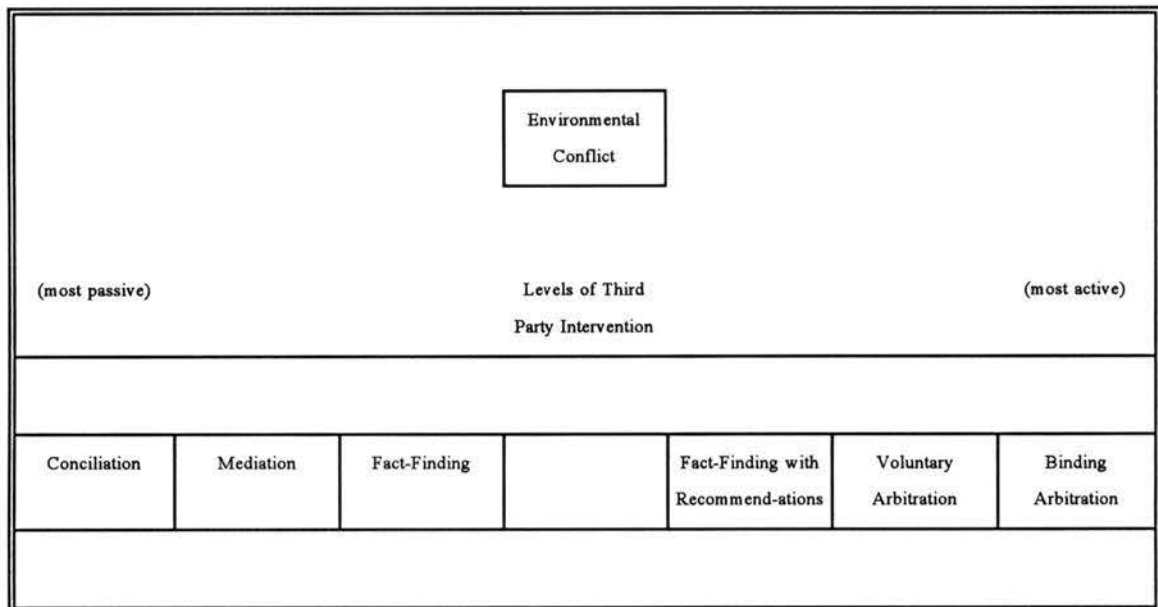 Environmental
Conflict
(most passive)
Levels of Third
(most active)
Party Intervention
Conciliation
Mediation
Fact-Finding
Fact-Finding with
Recommend-ations
Voluntary
Arbitration
Binding
Arbitration